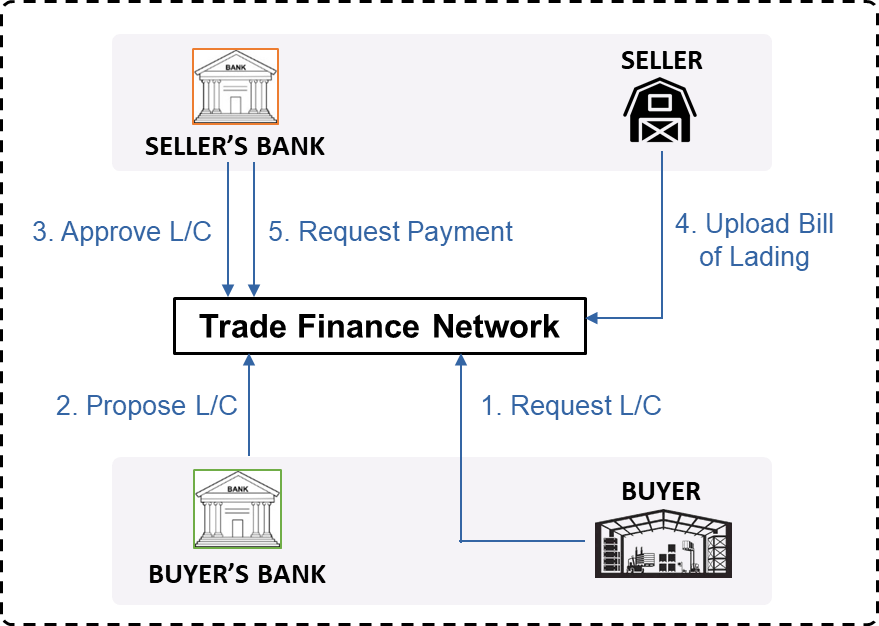 BANK
SELLER'S BANK
SELLER
3. Approve L/C
5. Request Payment
4. Upload Bill
of Lading
Trade Finance Network
2. Propose L/C
1. Request L/C
BANK
BUYER'S BANK
BUYER